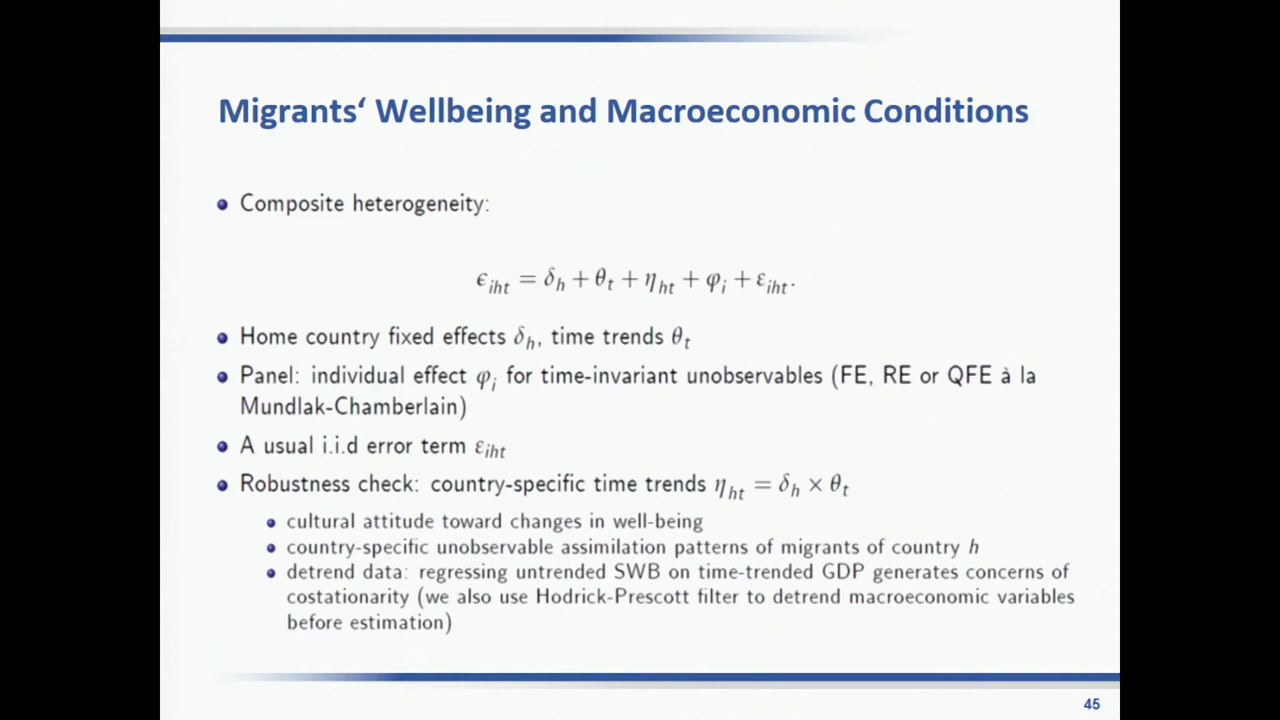 Migrants‘ Wellbeing and Macroeconomic Conditions
Composite heterogeneity:
ϵ_iht = δ_h + θ_t + η_ht + φ_i + ε_iht.
Home country fixed effects δ_h, time trends θ_t
Panel: individual effect φ_i for time-invariant unobservables (FE, RE or QFE à la
Mundlak-Chamberlain)
A usual i.i.d error term ε_iht
Robustness check: country-specific time trends η_ht = δ_h × θ_t
cultural attitude toward changes in well-being
country-specific unobservable assimilation patterns of migrants of country h
detrend data: regressing untrended SWB on time-trended GDP generates concerns of
costationarity (we also use Hodrick-Prescott filter to detrend macroeconomic variables
before estimation)
45